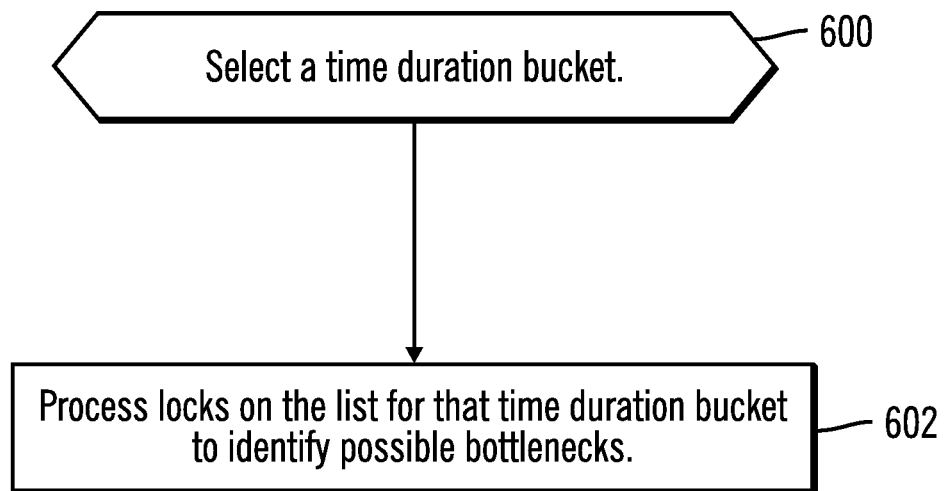 600
Select a time duration bucket.
Process locks on the list for that time duration bucket
to identify possible bottlenecks.
602